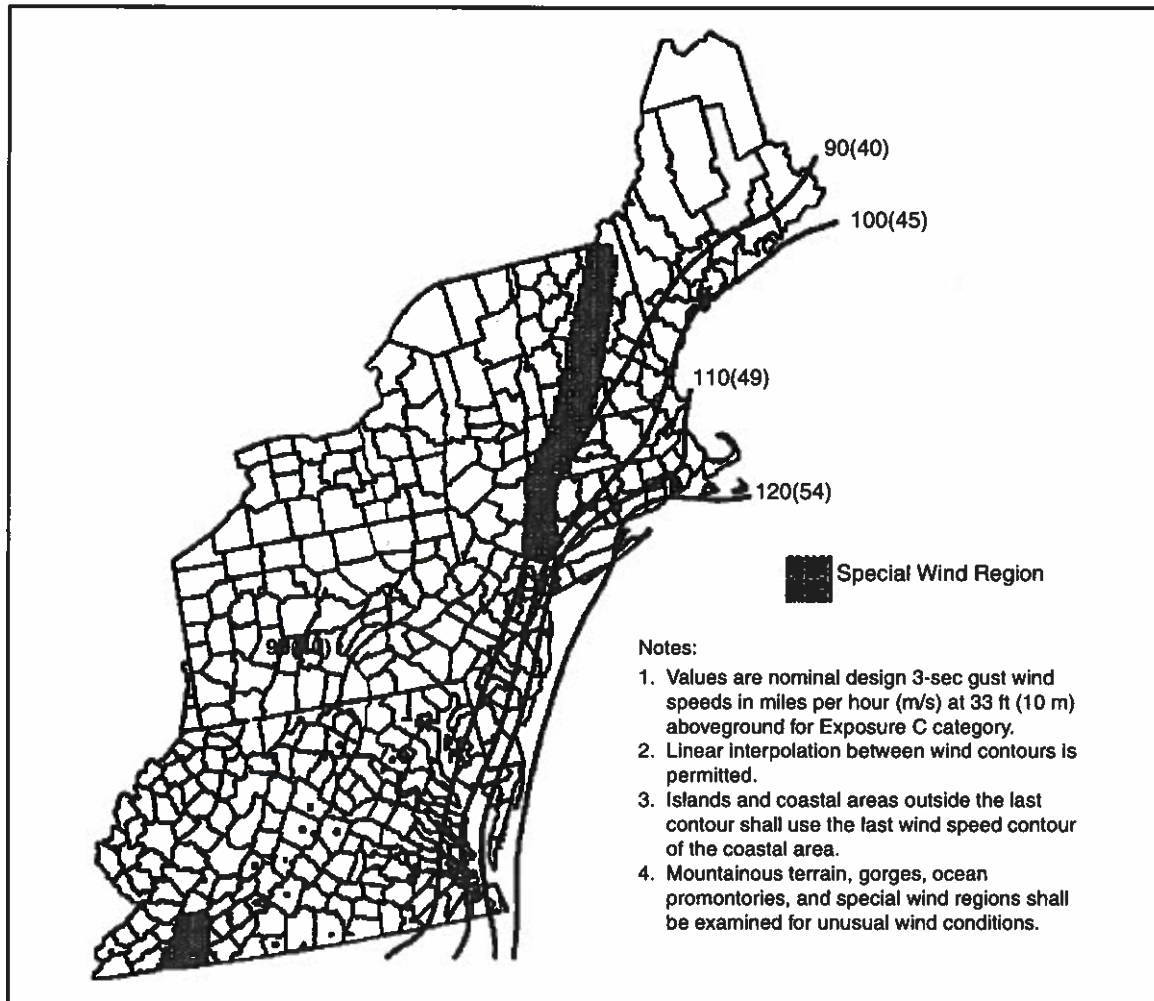 90(40)
100(45)
110(49)
120(54)
Special Wind Region
Notes:
1. Values are nominal design 3-sec gust wind
speeds in miles per hour (m/s) at 33 ft (10 m)
aboveground for Exposure C category.
2. Linear interpolation between wind contours is
permitted.
3. Islands and coastal areas outside the last
contour shall use the last wind speed contour
of the coastal area.
4. Mountainous terrain, gorges, ocean
promontories, and special wind regions shall
be examined for unusual wind conditions.